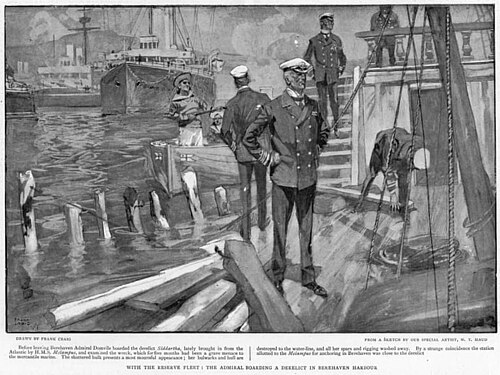 DRAWN BY FRANK CRAIG
FROM A SKETCH BY OUR SPECIAL ARTIST, H. T. MAUD
Before leaving Berehaven Admiral Domvile boarded the derelict Siddartha, lately brought in from the
Atlantic by H.M.S. Melampus, and examined the wreck, which for five months had been a grave menace to
the mercantile marine. The shattered hulk presents a most mournful appearance; her bulwarks and hull are
destroyed to the water-line, and all her spars and rigging washed away. By a strange coincidence the station
allotted to the Melampus for anchoring in Berehaven was close to the derelict
WITH THE RESERVE FLEET: THE ADMIRAL BOARDING A DERELICT IN BEREHAVEN HARBOUR